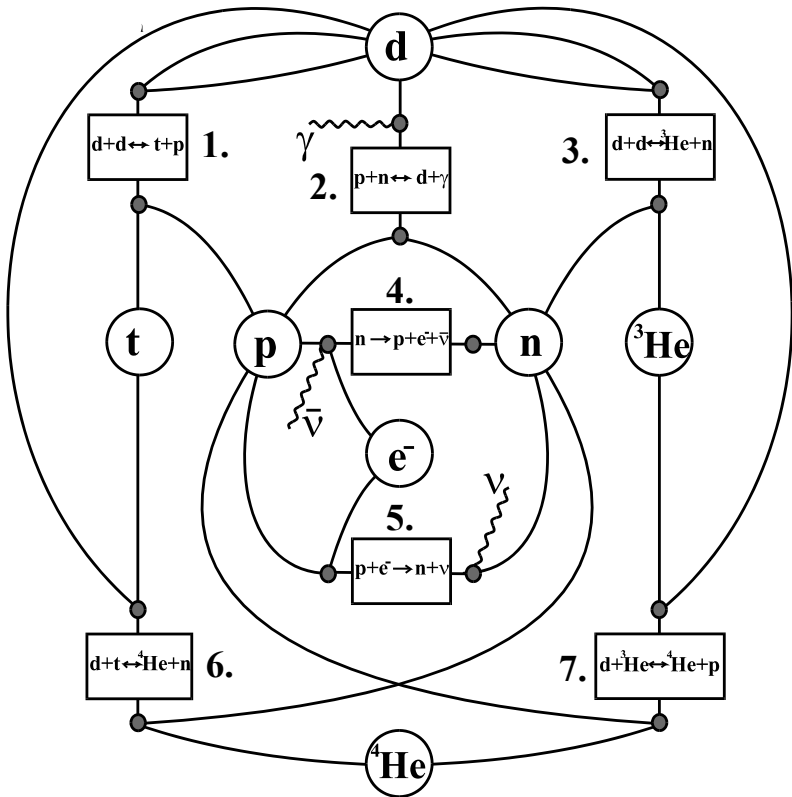 d
d+d↔t+p
1.
γ
p+n↔d+γ
2.
3.
d+d↔³He+n
4.
t
p
n→p+e⁻+ν̄
n
³He
ν̄
e⁻
ν
5.
p+e⁻→n+ν
d+t↔⁴He+n
6.
7.
d+³He↔⁴He+p
⁴He